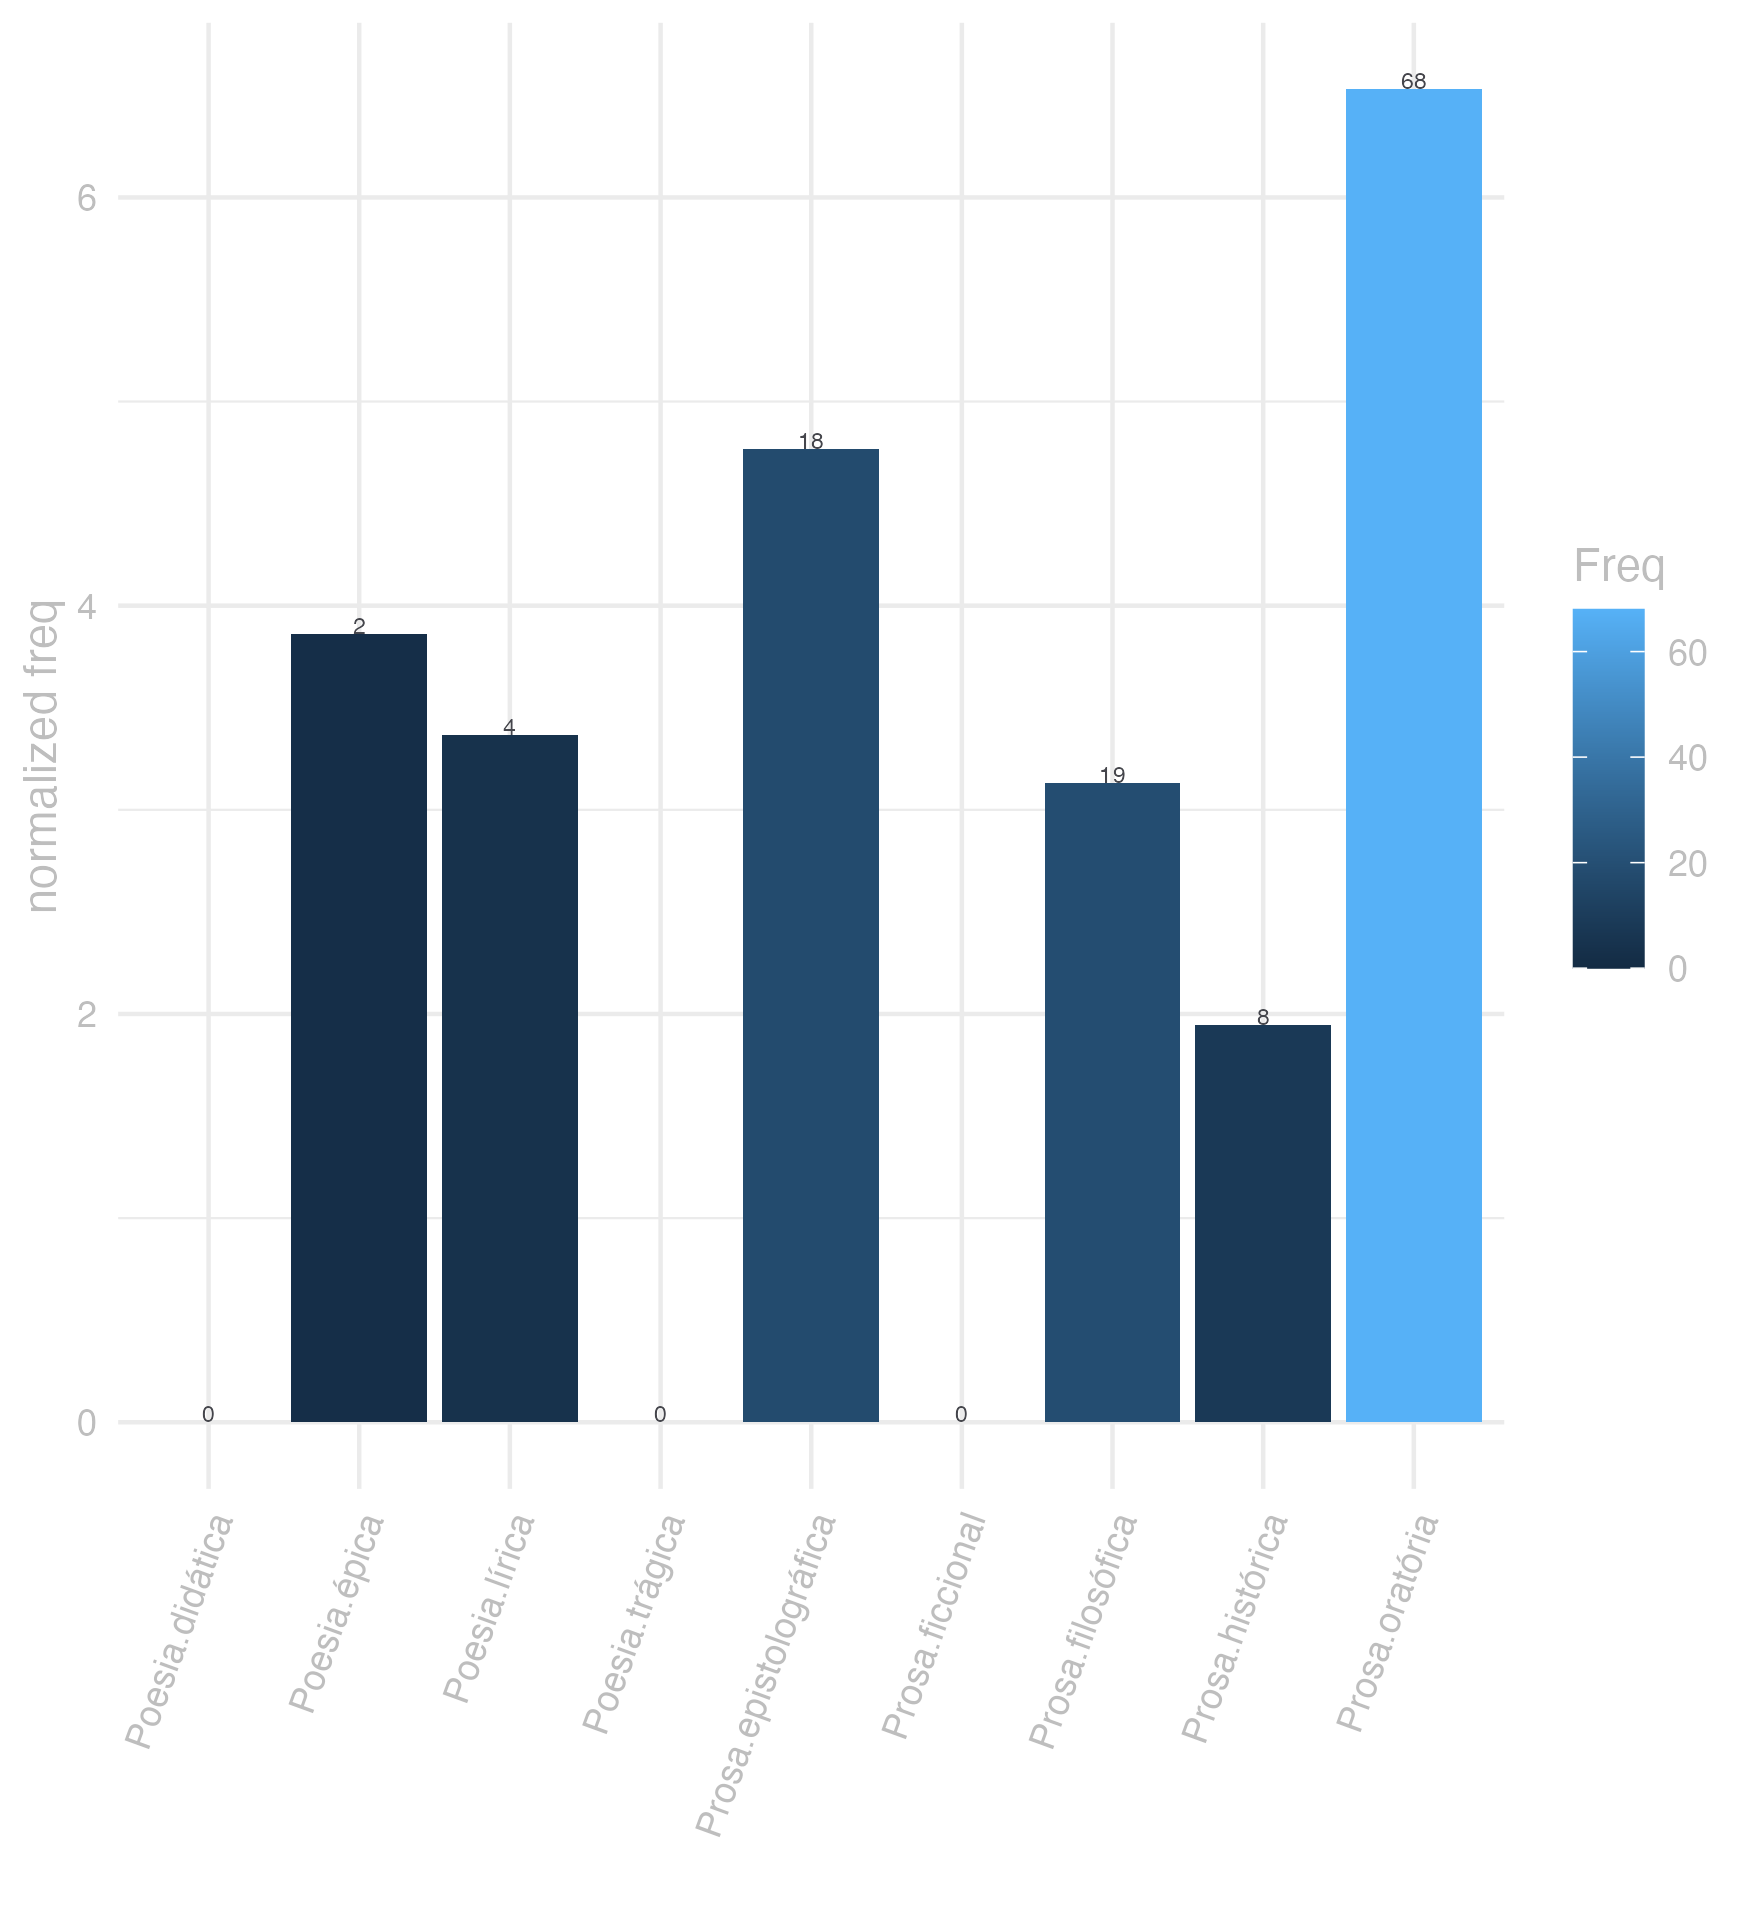 normalized freq
6
4
2
0
68
18
2
4
19
8
0
0
0
Poesia.didática
Poesia.épica
Poesia.lírica
Poesia.trágica
Prosa.epistolográfica
Prosa.ficcional
Prosa.filosófica
Prosa.histórica
Prosa.oratória
Freq
60
40
20
0